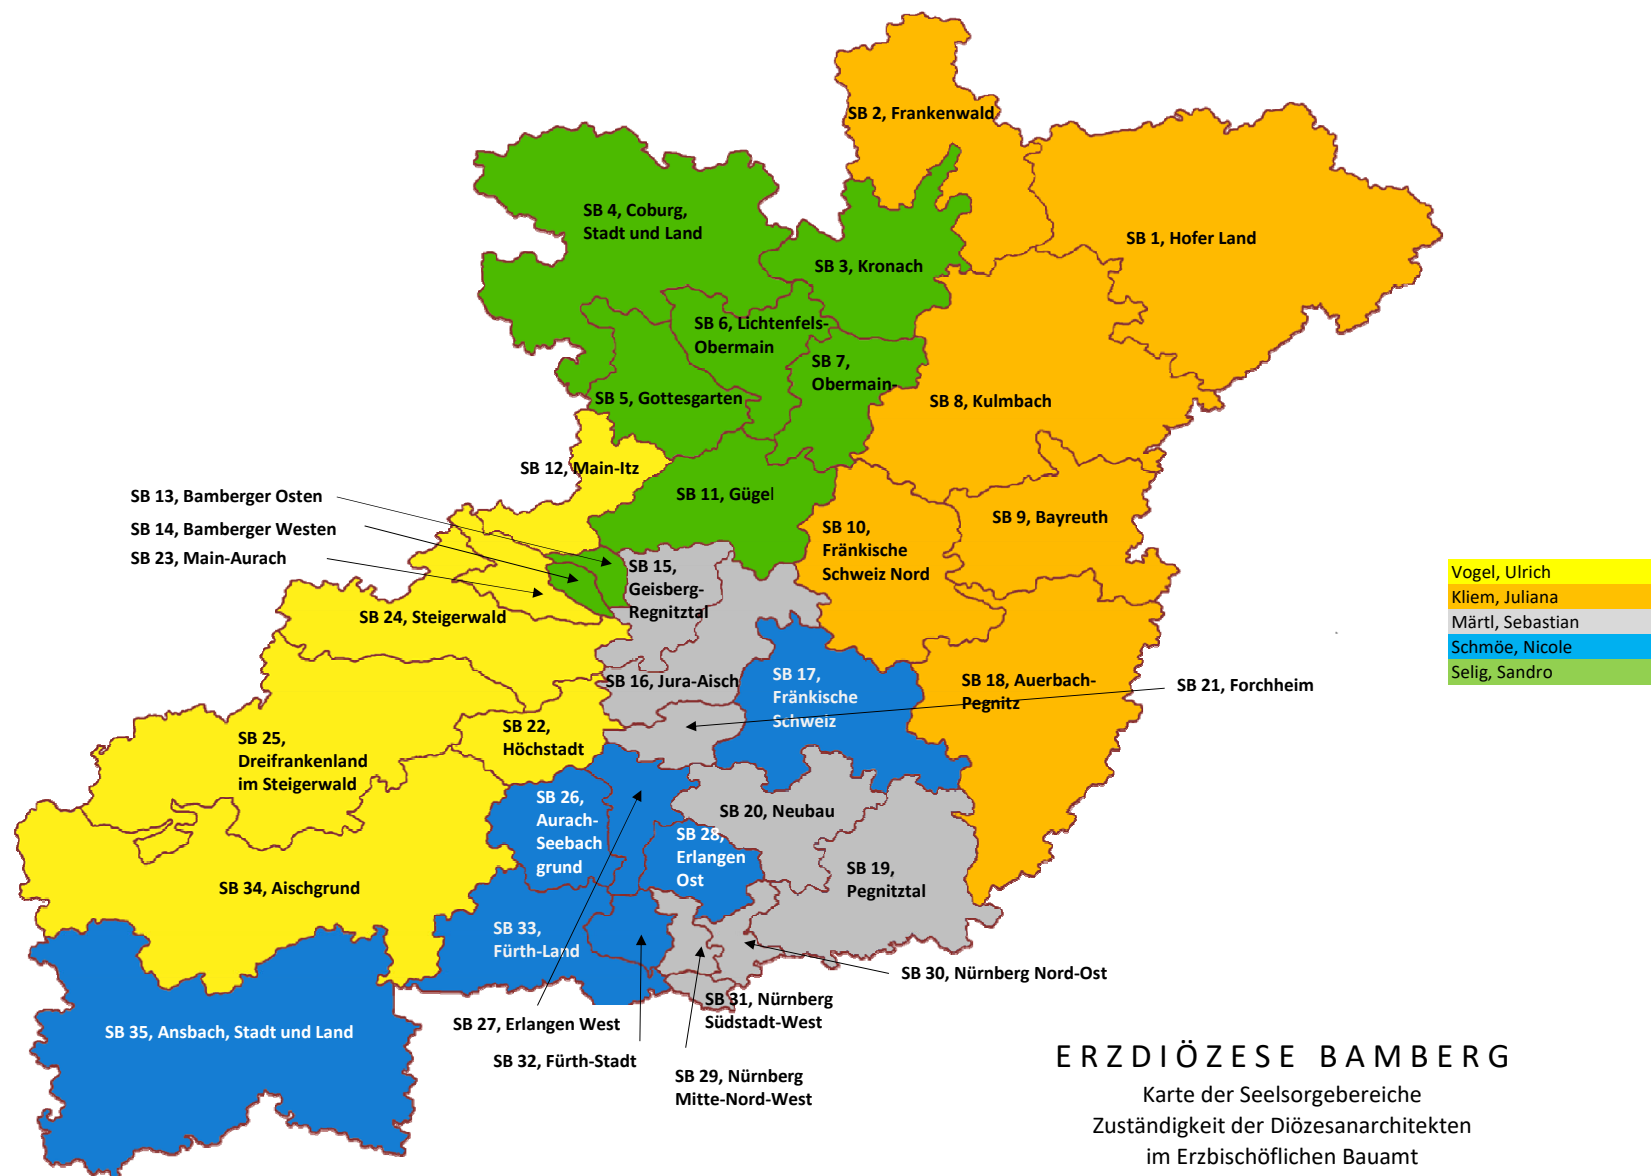 SB 2, Frankenwald
SB 4, Coburg,
Stadt und Land
SB 1, Hofer Land
SB 3, Kronach
SB 6, Lichtenfels-
Obermain
SB 7,
Obermain-
SB 5, Gottesgarten
SB 8, Kulmbach
SB 12, Main-Itz
SB 13, Bamberger Osten
SB 14, Bamberger Westen
SB 23, Main-Aurach
SB 11, Gügel
SB 10,
Fränkische
Schweiz Nord
SB 9, Bayreuth
SB 15,
Geisberg-
Regnitztal
SB 24, Steigerwald
Vogel, Ulrich
Kliem, Juliana
Märtl, Sebastian
Schmöe, Nicole
Selig, Sandro
SB 16, Jura-Aisch
SB 17,
Fränkische
Schweiz
SB 18, Auerbach-
Pegnitz
SB 21, Forchheim
SB 22,
Höchstadt
SB 25,
Dreifrankenland
im Steigerwald
SB 26,
Aurach-
Seebach
grund
SB 20, Neubau
SB 28,
Erlangen
Ost
SB 19,
Pegnitztal
SB 34, Aischgrund
SB 33,
Fürth-Land
SB 30, Nürnberg Nord-Ost
SB 31, Nürnberg
Südstadt-West
SB 27, Erlangen West
SB 35, Ansbach, Stadt und Land
SB 32, Fürth-Stadt
SB 29, Nürnberg
Mitte-Nord-West
ERZDIÖZESE BAMBERG
Karte der Seelsorgebereiche
Zuständigkeit der Diözesanarchitekten
im Erzbischöflichen Bauamt